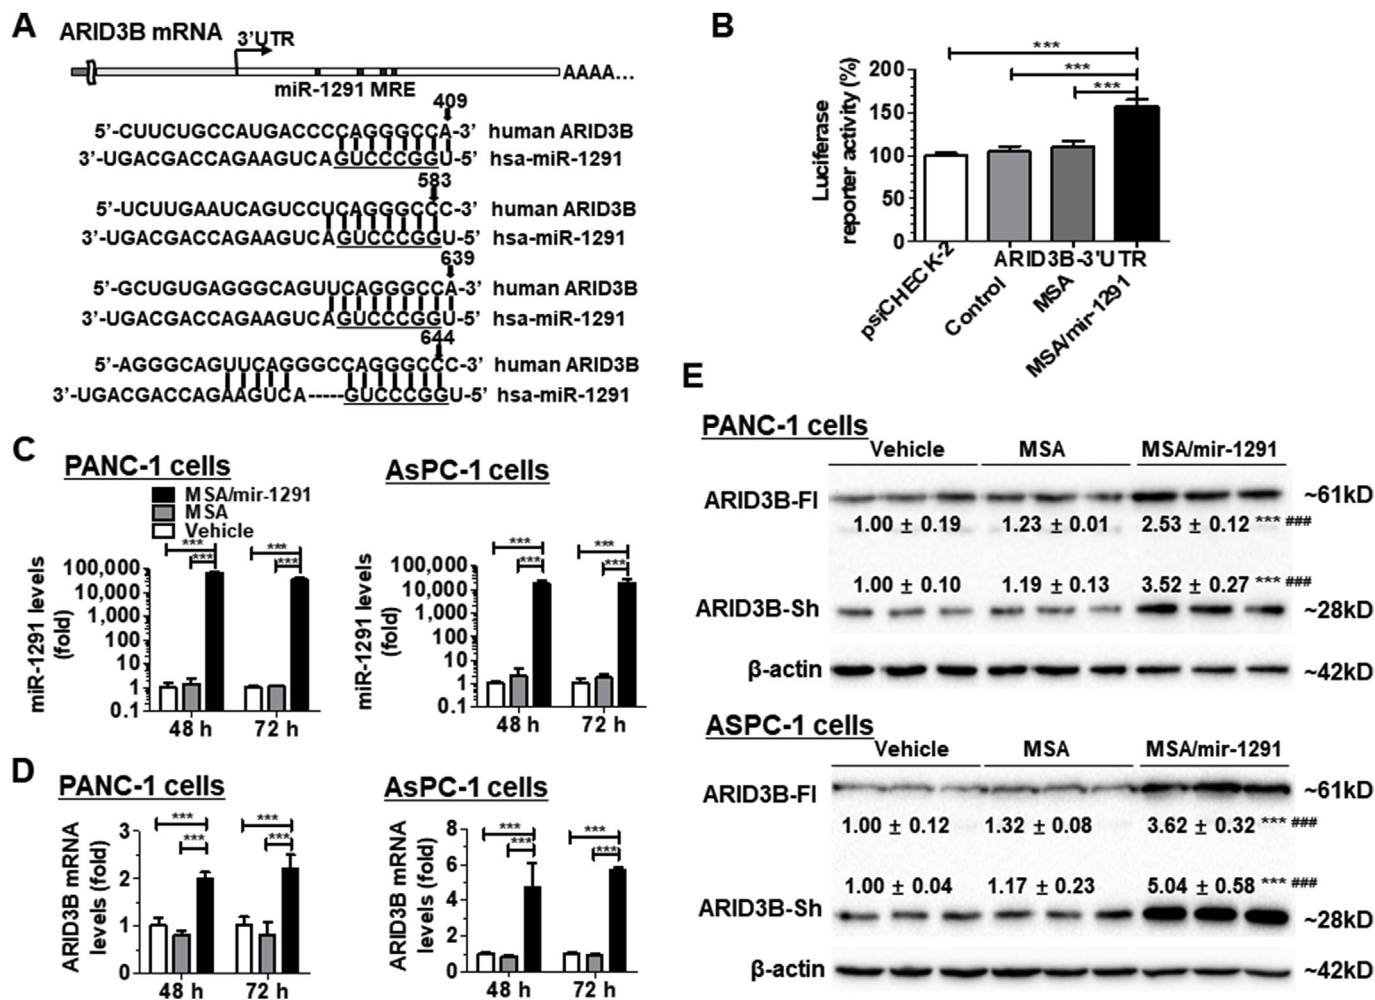 A
ARID3B mRNA
3'UTR
AAAA...
miR-1291 MRE
409
5'-CUUCUGCCAUGACCCCAGGGCCA-3' human ARID3B
3'-UGACGACCAGAAGUCAGUCCCGGU-5' hsa-miR-1291
583
5'-UCUUGAAUCAGUCCUCAGGGCCC-3' human ARID3B
3'-UGACGACCAGAAGUCAGUCCCGGU-5' hsa-miR-1291
639
5'-GCUGUGAGGGCAGUUCAGGGCCA-3' human ARID3B
3'-UGACGACCAGAAGUCAGUCCCGGU-5' hsa-miR-1291
644
5'-AGGGCAGUUCAGGGCCAGGGCCC-3' human ARID3B
3'-UGACGACCAGAAGUCA-----GUCCCGGU-5' hsa-miR-1291
B
***
***
***
Luciferase
reporter activity (%)
200
150
100
50
0
psiCHECK-2
ARID3B-3'UTR
Control
MSA
MSA/mir-1291
C
PANC-1 cells
MSA/mir-1291
MSA
Vehicle
*** ***
*** ***
miR-1291 levels
(fold)
100,000
10,000
1,000
100
10
1
0.1
48 h 72 h
AsPC-1 cells
*** ***
*** ***
miR-1291 levels
(fold)
100,000
10,000
1,000
100
10
1
0.1
48 h 72 h
D
PANC-1 cells
*** ***
*** ***
ARID3B mRNA
levels (fold)
3
2
1
0
48 h 72 h
AsPC-1 cells
*** ***
*** ***
ARID3B mRNA
levels (fold)
8
6
4
2
0
48 h 72 h
E
PANC-1 cells
Vehicle MSA MSA/mir-1291
ARID3B-Fl ~61kD
1.00 ± 0.19 1.23 ± 0.01 2.53 ± 0.12 *** ###
1.00 ± 0.10 1.19 ± 0.13 3.52 ± 0.27 *** ###
ARID3B-Sh ~28kD
β-actin ~42kD
ASPC-1 cells
Vehicle MSA MSA/mir-1291
ARID3B-Fl ~61kD
1.00 ± 0.12 1.32 ± 0.08 3.62 ± 0.32 *** ###
1.00 ± 0.04 1.17 ± 0.23 5.04 ± 0.58 *** ###
ARID3B-Sh ~28kD
β-actin ~42kD